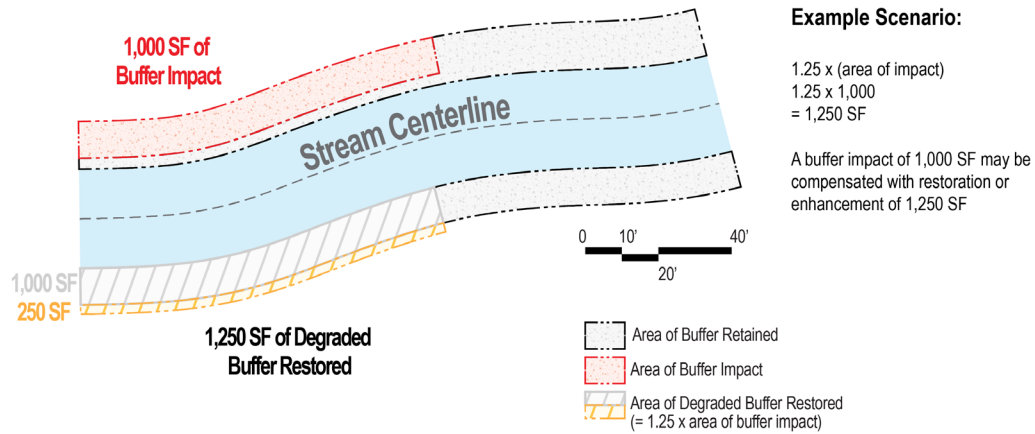 1,000 SF of
Buffer Impact
Stream Centerline
1,000 SF
250 SF
1,250 SF of Degraded
Buffer Restored
Example Scenario:
1.25 x (area of impact)
1.25 x 1,000
= 1,250 SF
A buffer impact of 1,000 SF may be
compensated with restoration or
enhancement of 1,250 SF
0 10' 40'
20'
Area of Buffer Retained
Area of Buffer Impact
Area of Degraded Buffer Restored
(= 1.25 x area of buffer impact)